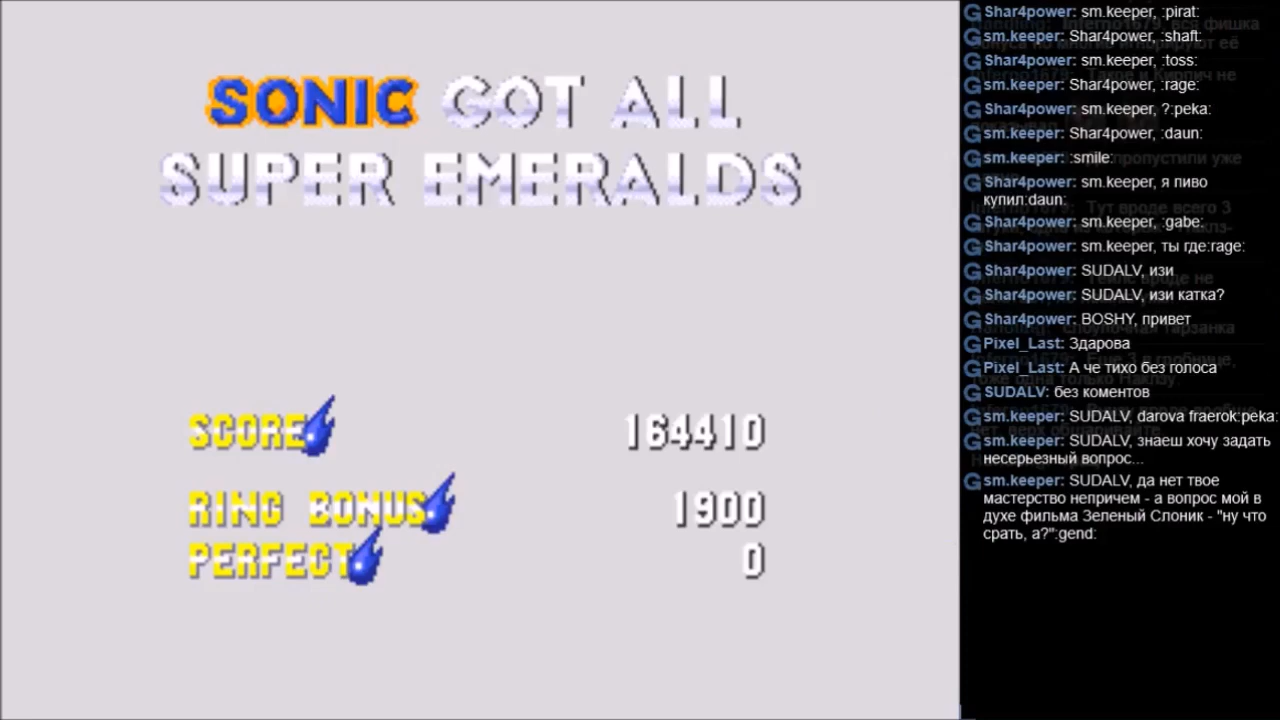 SONIC GOT ALL
SUPER EMERALDS
SCORE 164410
RING BONUS 1900
PERFECT 0
Shar4power: sm.keeper, :pirat:
sm.keeper: Shar4power, :shaft:
Shar4power: sm.keeper, :toss:
sm.keeper: Shar4power, :rage:
Shar4power: sm.keeper, ?:peka:
sm.keeper: Shar4power, :daun:
sm.keeper: :smile:
Shar4power: sm.keeper, я пиво
купил:daun:
Shar4power: sm.keeper, :gabe:
Shar4power: sm.keeper, ты где:rage:
Shar4power: SUDALV, изи
Shar4power: SUDALV, изи катка?
Shar4power: BOSHY, привет
Pixel_Last: Здарова
Pixel_Last: А че тихо без голоса
SUDALV: без коментов
sm.keeper: SUDALV, darova fraerok:peka:
sm.keeper: SUDALV, знаеш хочу задать
несерьезный вопрос...
sm.keeper: SUDALV, да нет твое
мастерство непричем - а вопрос мой в
духе фильма Зеленый Слоник - "ну что
срать, а?":gend: